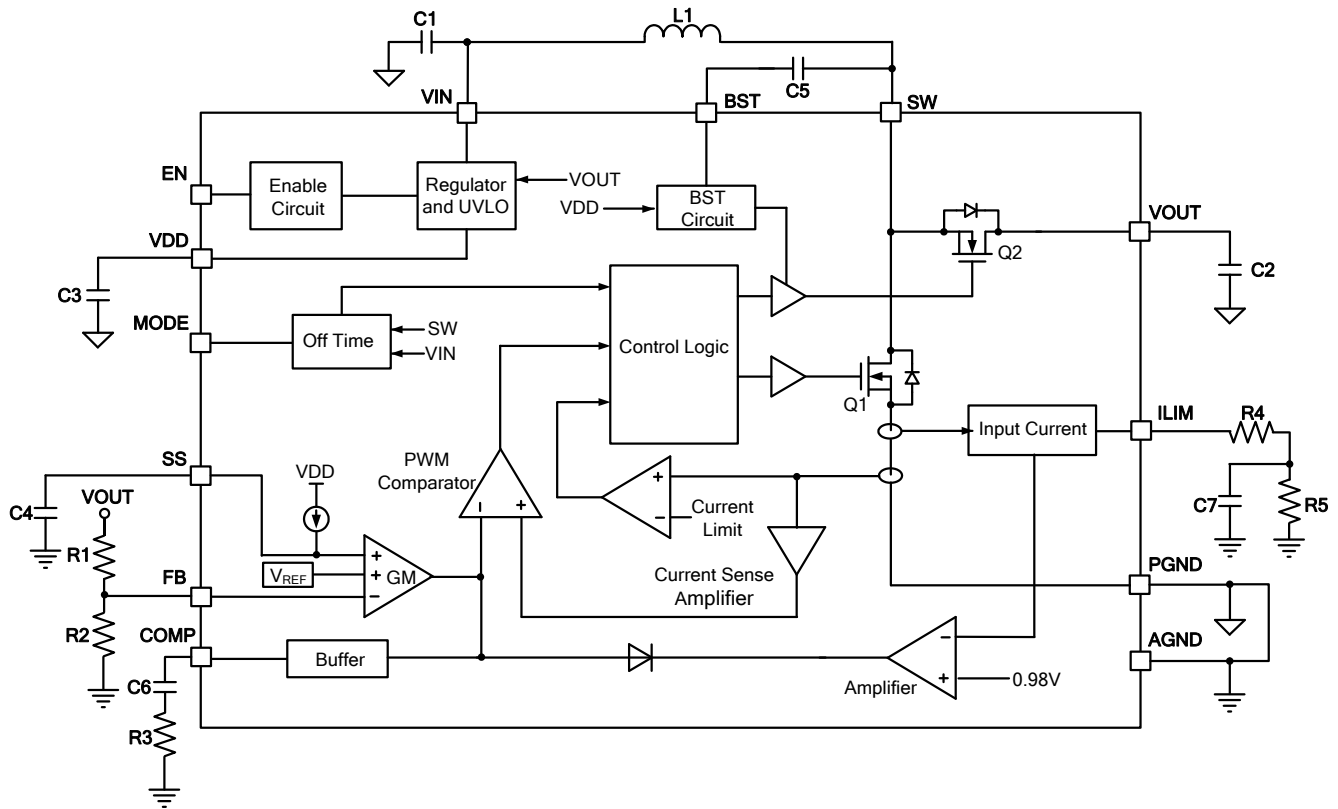 C1
L1
C5
VIN
BST
SW
EN
Enable
Circuit
Regulator
and UVLO
VOUT
VDD
BST
Circuit
VOUT
VDD
Q2
C2
C3
MODE
Off Time
SW
VIN
Control Logic
Q1
Input Current
ILIM
R4
SS
VDD
PWM
Comparator
+
−
Current
Limit
C7
R5
C4
VOUT
R1
FB
VREF
+
+
−
GM
−
+
Current Sense
Amplifier
PGND
R2
COMP
Buffer
−
+
Amplifier
0.98V
AGND
C6
R3